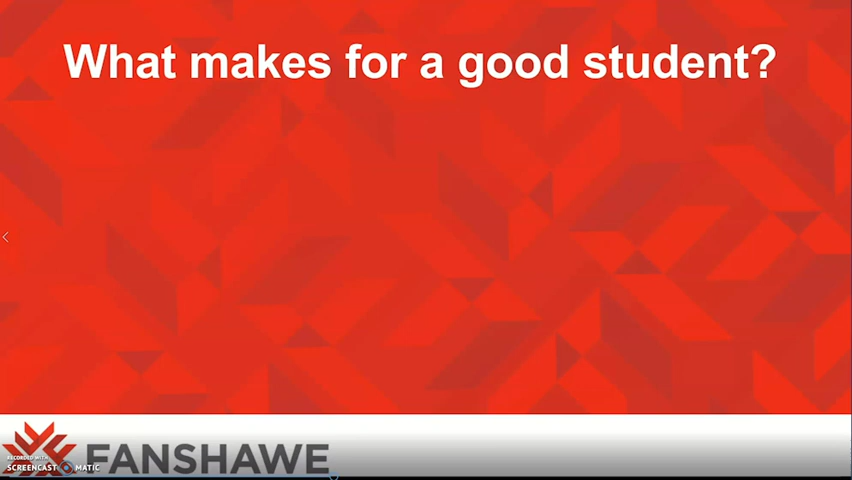 What makes for a good student?
RECORDED WITH
SCREENCAST MATIC
FANSHAWE